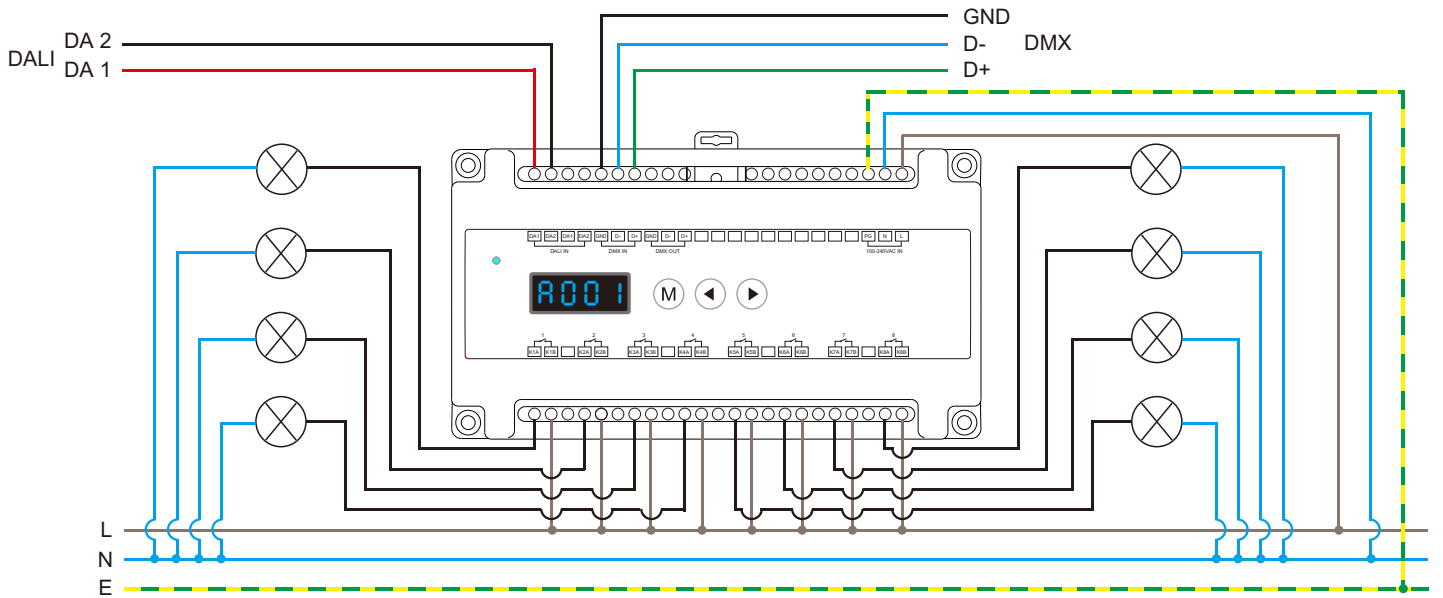 GND
DA 2
D- DMX
DALI
DA 1
D+
DA1 DA2 DA1 DA2 GND D- D+ GND D- D+ PG N L
DALI IN DMX IN DMX OUT 100-240VAC IN
A001 M
1 2 3 4 5 6 7 8
K1A K1B K2A K2B K3A K3B K4A K4B K5A K5B K6A K6B K7A K7B K8A K8B
L
N
E